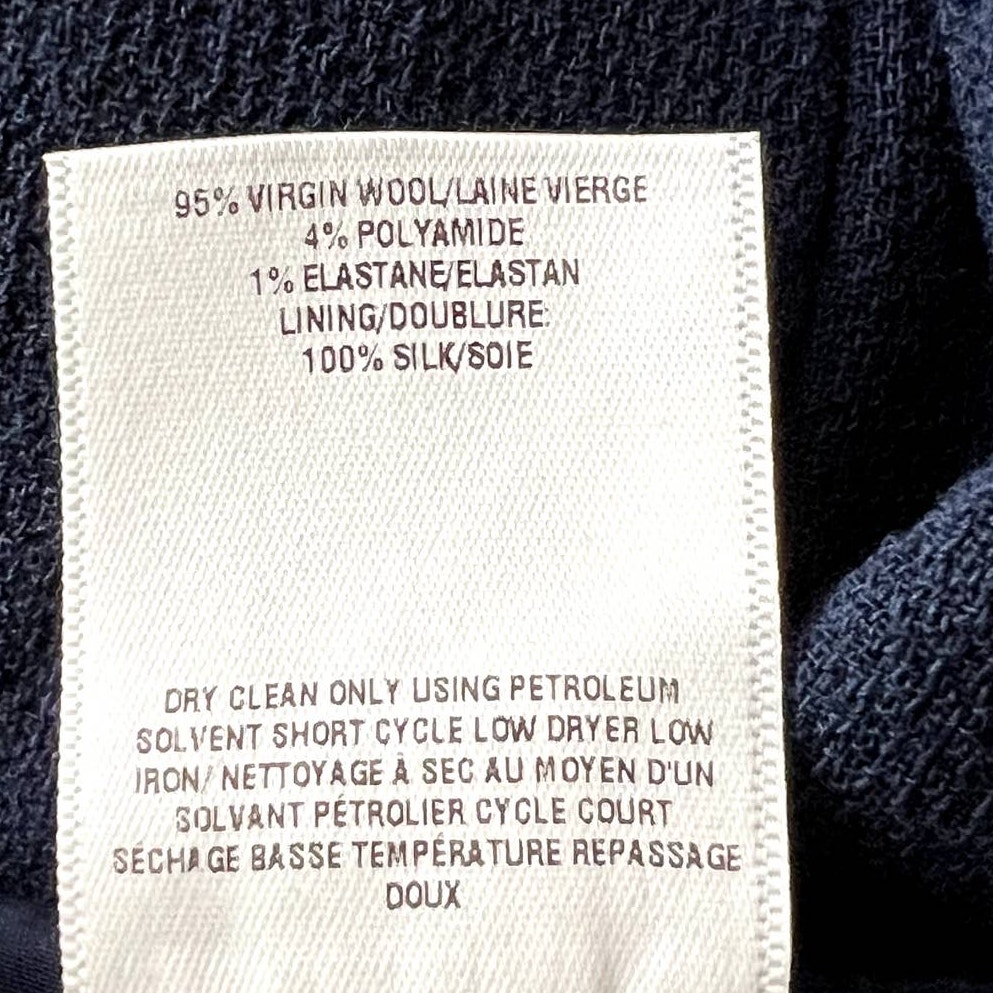 95% VIRGIN WOOL/LAINE VIERGE
4% POLYAMIDE
1% ELASTANE/ELASTAN
LINING/DOUBLURE:
100% SILK/SOIE
DRY CLEAN ONLY USING PETROLEUM
SOLVENT SHORT CYCLE LOW DRYER LOW
IRON/ NETTOYAGE À SEC AU MOYEN D'UN
SOLVANT PÉTROLIER CYCLE COURT
SECHAGE BASSE TEMPÉRATURE REPASSAGE
DOUX